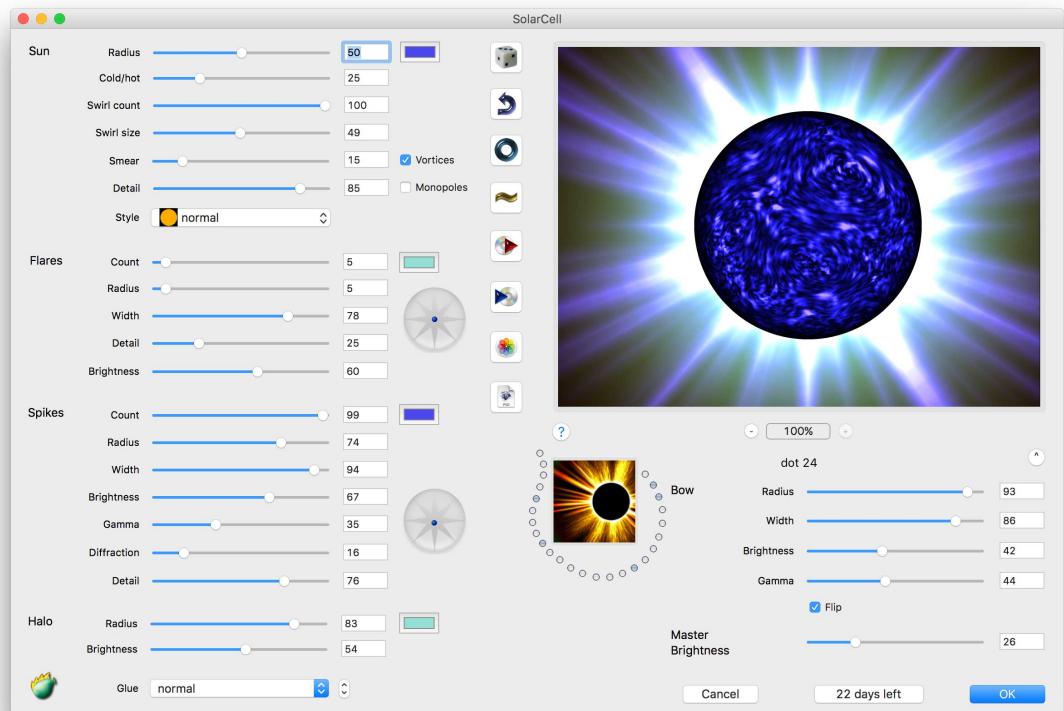 SolarCell
Sun
Radius 50
Cold/hot 25
Swirl count 100
Swirl size 49
Smear 15 Vortices
Detail 85 Monopoles
Style normal
Flares
Count 5
Radius 5
Width 78
Detail 25
Brightness 60
Spikes
Count 99
Radius 74
Width 94
Brightness 67
Gamma 35
Diffraction 16
Detail 76
Halo
Radius 83
Brightness 54
Glue normal
?
- 100% +
dot 24 ^
Bow
Radius 93
Width 86
Brightness 42
Gamma 44
Flip
Master
Brightness 26
Cancel 22 days left OK